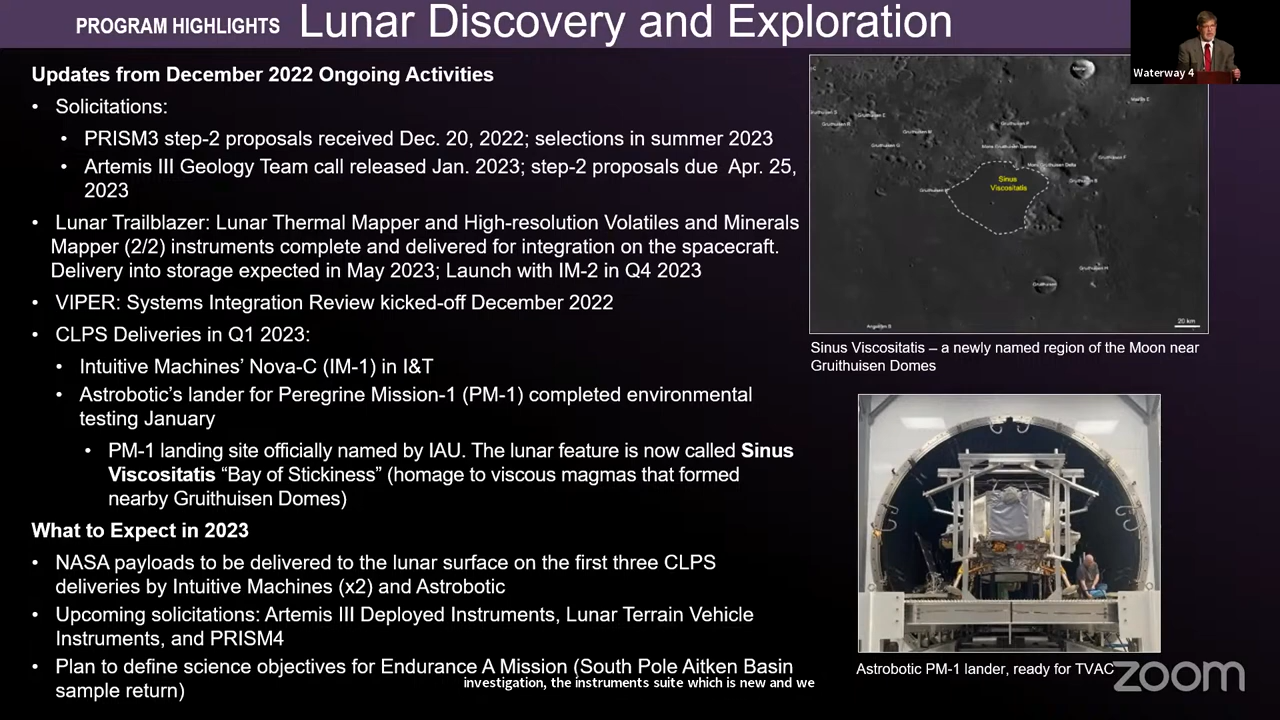 PROGRAM HIGHLIGHTS Lunar Discovery and Exploration
Waterway 4
Updates from December 2022 Ongoing Activities
• Solicitations:
• PRISM3 step-2 proposals received Dec. 20, 2022; selections in summer 2023
• Artemis III Geology Team call released Jan. 2023; step-2 proposals due Apr. 25,
2023
• Lunar Trailblazer: Lunar Thermal Mapper and High-resolution Volatiles and Minerals
Mapper (2/2) instruments complete and delivered for integration on the spacecraft.
Delivery into storage expected in May 2023; Launch with IM-2 in Q4 2023
• VIPER: Systems Integration Review kicked-off December 2022
• CLPS Deliveries in Q1 2023:
• Intuitive Machines’ Nova-C (IM-1) in I&T
• Astrobotic’s lander for Peregrine Mission-1 (PM-1) completed environmental
testing January
• PM-1 landing site officially named by IAU. The lunar feature is now called Sinus
Viscositatis “Bay of Stickiness” (homage to viscous magmas that formed
nearby Gruithuisen Domes)
What to Expect in 2023
• NASA payloads to be delivered to the lunar surface on the first three CLPS
deliveries by Intuitive Machines (x2) and Astrobotic
• Upcoming solicitations: Artemis III Deployed Instruments, Lunar Terrain Vehicle
Instruments, and PRISM4
• Plan to define science objectives for Endurance A Mission (South Pole Aitken Basin
sample return)
Mons Gruithuisen Gamma
Mons Gruithuisen Delta
Sinus
Viscositatis
Gruithuisen
20 km
Sinus Viscositatis – a newly named region of the Moon near
Gruithuisen Domes
Astrobotic PM-1 lander, ready for TVAC
investigation, the instruments suite which is new and we
zoom